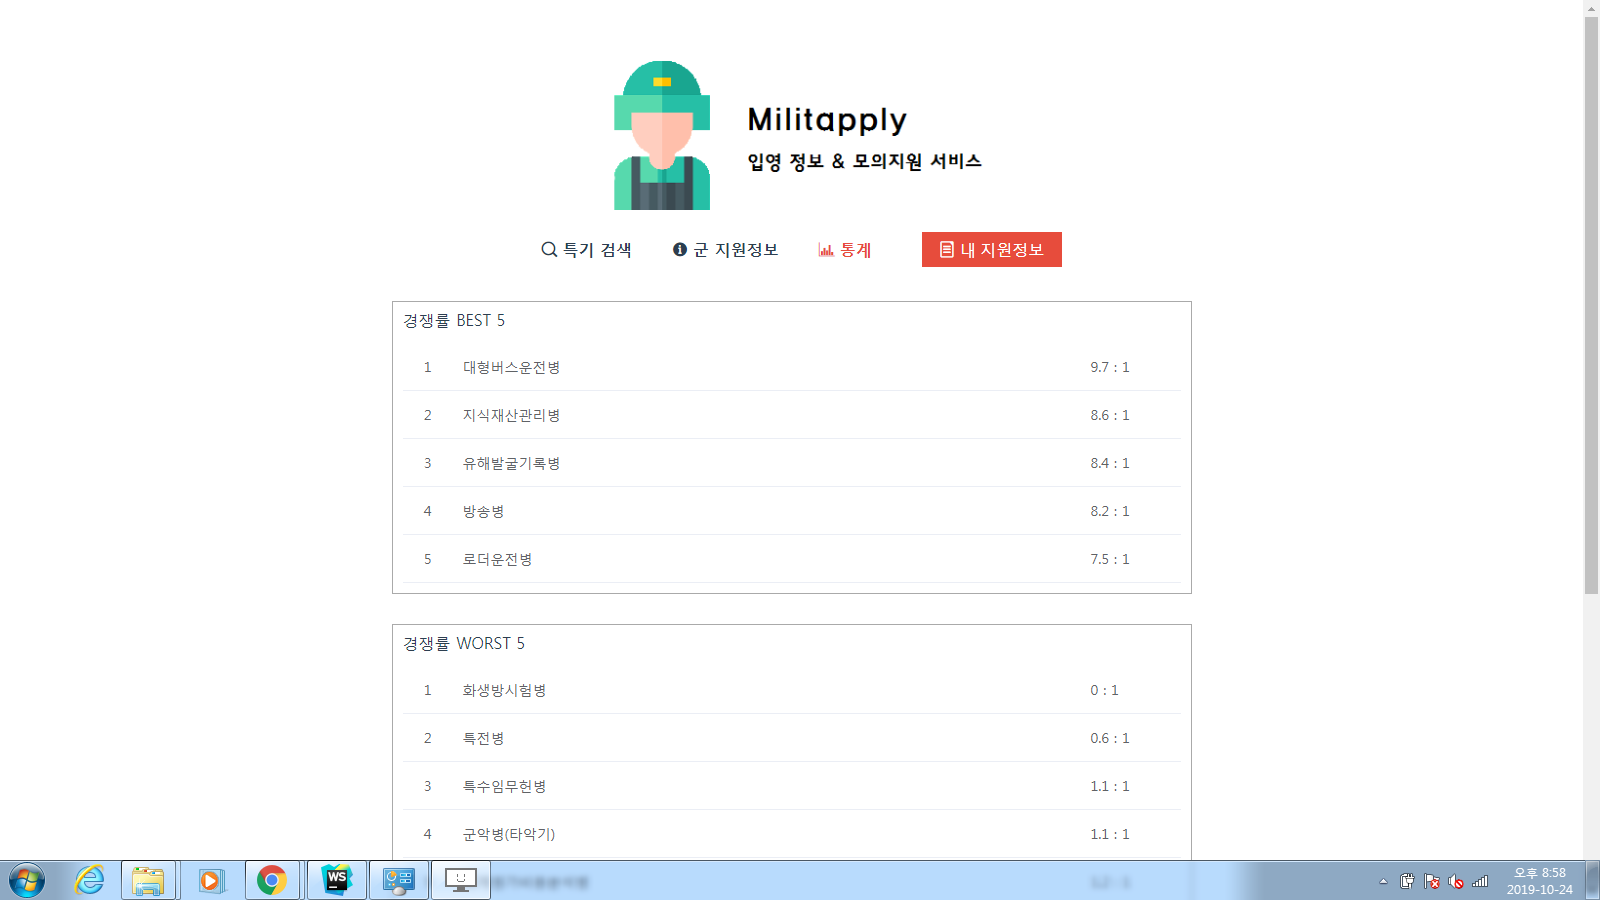 Militapply
입영 정보 & 모의지원 서비스
특기 검색 군 지원정보 통계 내 지원정보
경쟁률 BEST 5
1 대형버스운전병 9.7 : 1
2 지식재산관리병 8.6 : 1
3 유해발굴기록병 8.4 : 1
4 방송병 8.2 : 1
5 로더운전병 7.5 : 1
경쟁률 WORST 5
1 화생방시험병 0 : 1
2 특전병 0.6 : 1
3 특수임무헌병 1.1 : 1
4 군악병(타악기) 1.1 : 1
WS
오후 8:58
2019-10-24